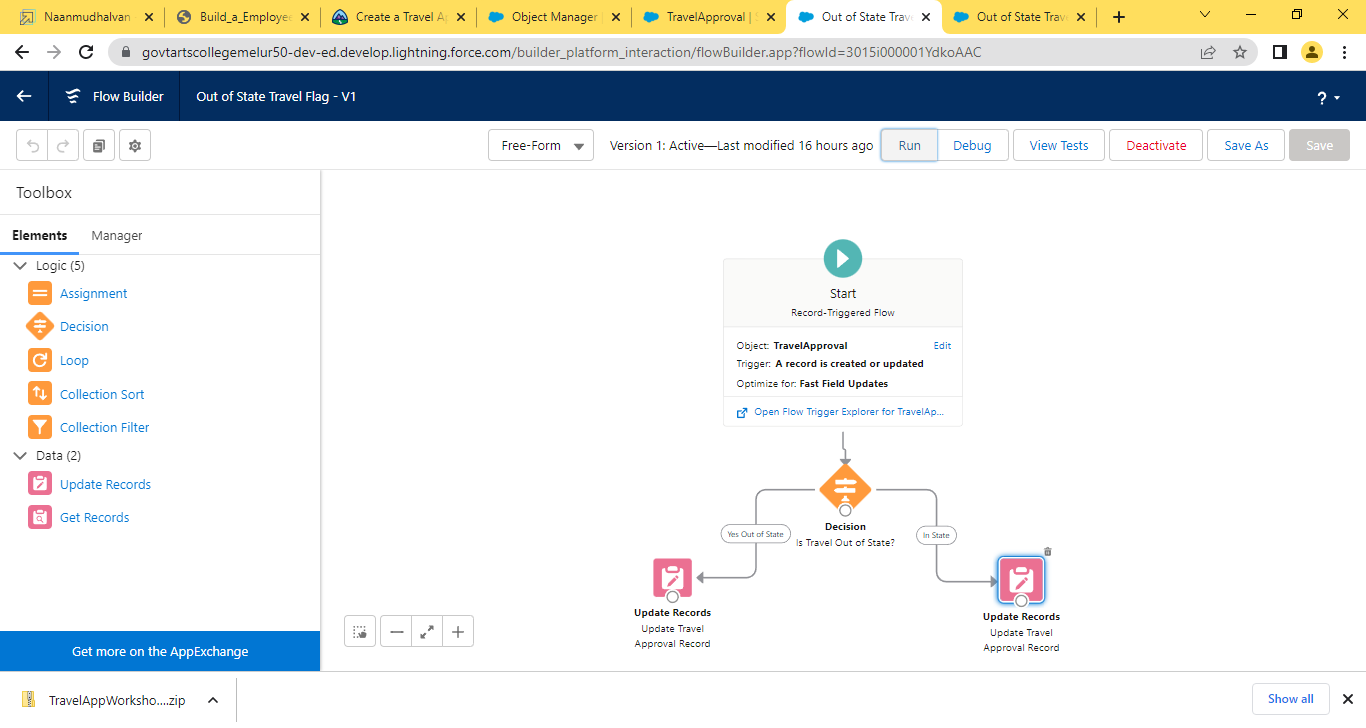 Naanmudhalvan
Build_a_Employee
Create a Travel A
Object Manager
TravelApproval | S
Out of State Trav
Out of State Trav
govtartscollegemelur50-dev-ed.develop.lightning.force.com/builder_platform_interaction/flowBuilder.app?flowId=3015i000001YdkoAAC
Flow Builder
Out of State Travel Flag - V1
?
Free-Form
Version 1: Active—Last modified 16 hours ago
Run
Debug
View Tests
Deactivate
Save As
Save
Toolbox
Elements
Manager
Logic (5)
Assignment
Decision
Loop
Collection Sort
Collection Filter
Data (2)
Update Records
Get Records
Get more on the AppExchange
Start
Record-Triggered Flow
Object: TravelApproval
Edit
Trigger: A record is created or updated
Optimize for: Fast Field Updates
Open Flow Trigger Explorer for TravelAp...
Decision
Is Travel Out of State?
Yes Out of State
In State
Update Records
Update Travel
Approval Record
Update Records
Update Travel
Approval Record
TravelAppWorksho....zip
Show all